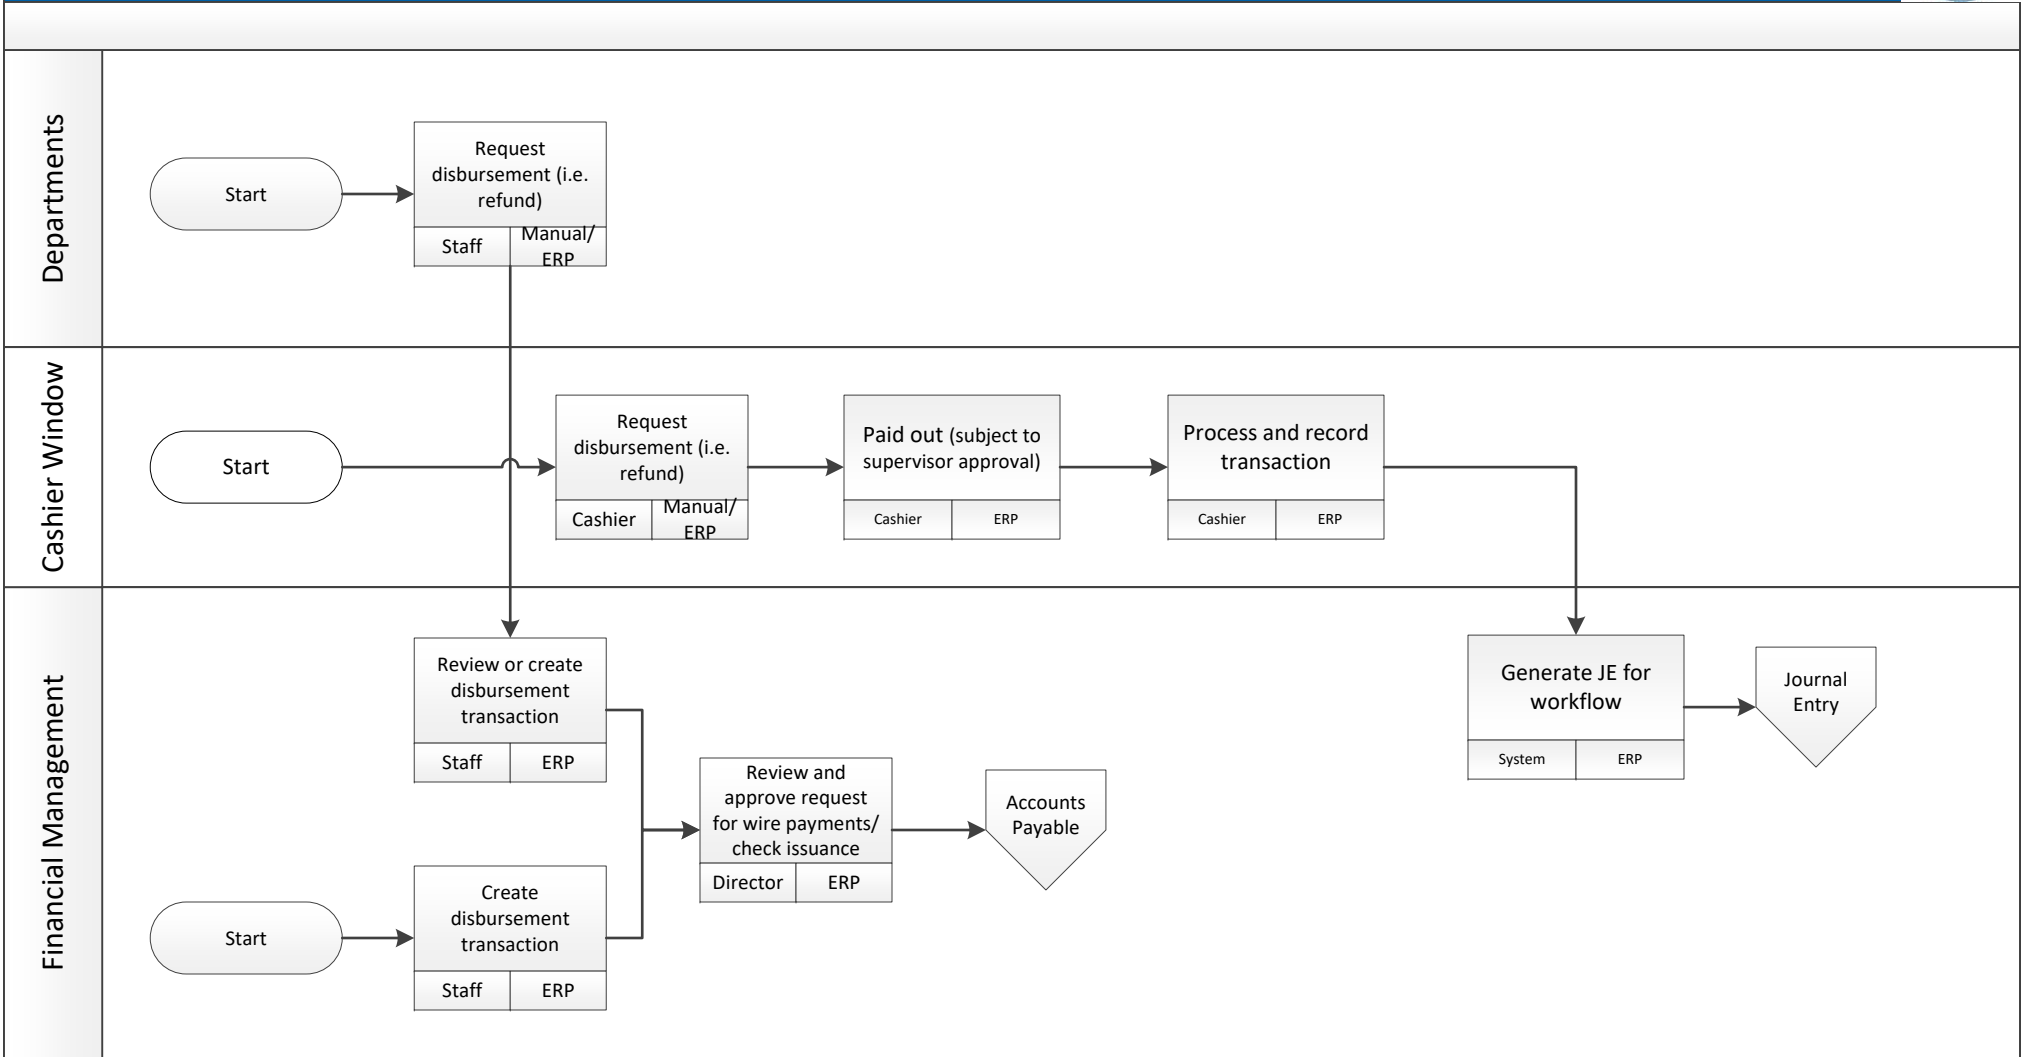 Departments
Start
Request
disbursement (i.e.
refund)
Staff
Manual/
ERP
Cashier Window
Start
Request
disbursement (i.e.
refund)
Cashier
Manual/
ERP
Paid out (subject to
supervisor approval)
Cashier
ERP
Process and record
transaction
Cashier
ERP
Financial Management
Review or create
disbursement
transaction
Staff
ERP
Start
Create
disbursement
transaction
Staff
ERP
Review and
approve request
for wire payments/
check issuance
Director
ERP
Accounts
Payable
Generate JE for
workflow
System
ERP
Journal
Entry